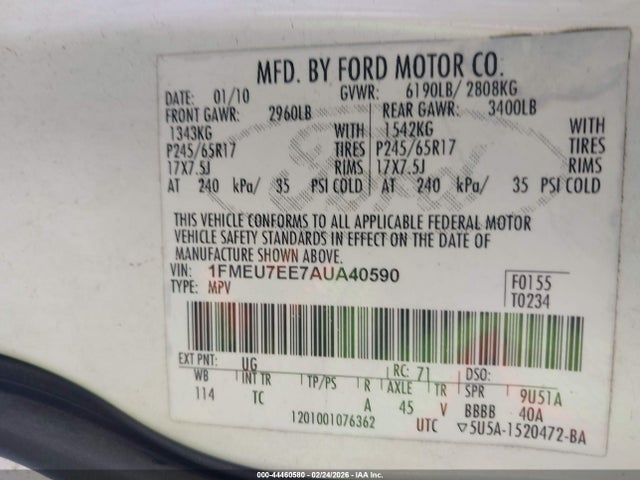 MFD. BY FORD MOTOR CO.
DATE: 01/10 GVWR: 6190LB/ 2808KG
FRONT GAWR: 2960LB REAR GAWR: 3400LB
1343KG WITH 1542KG WITH
P245/65R17 TIRES P245/65R17 TIRES
17X7.5J RIMS 17X7.5J RIMS
AT 240 kPa/ 35 PSI COLD AT 240 kPa/ 35 PSI COLD
THIS VEHICLE CONFORMS TO ALL APPLICABLE FEDERAL MOTOR
VEHICLE SAFETY STANDARDS IN EFFECT ON THE DATE OF
MANUFACTURE SHOWN ABOVE.
VIN: 1FMEU7EE7AUA40590
TYPE: MPV
F0155
T0234
EXT PNT: UG RC: 71 DSO:
WB INT TR TP/PS R AXLE TR SPR 9U51A
114 TC A 45 V BBBB 40A
1201001076362 UTC ▽5U5A-1520472-BA
000-44460580 - 02/24/2026 - IAAI.COM